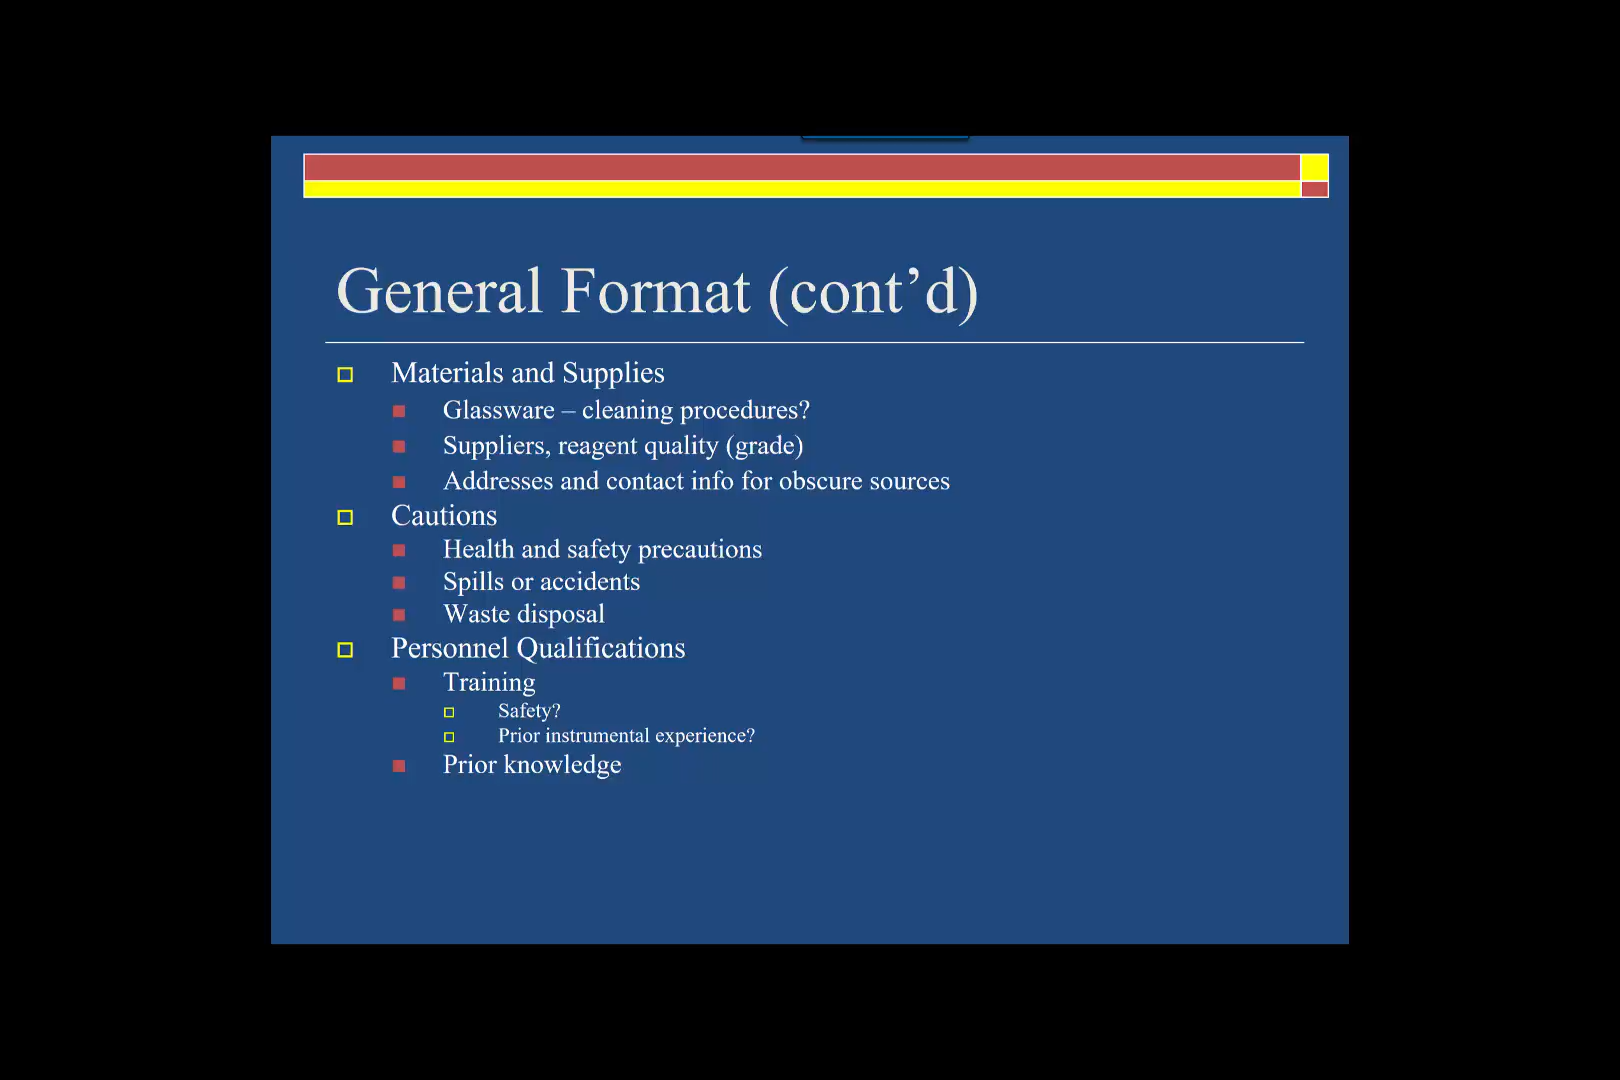 General Format (cont’d)
Materials and Supplies
Glassware – cleaning procedures?
Suppliers, reagent quality (grade)
Addresses and contact info for obscure sources
Cautions
Health and safety precautions
Spills or accidents
Waste disposal
Personnel Qualifications
Training
Safety?
Prior instrumental experience?
Prior knowledge